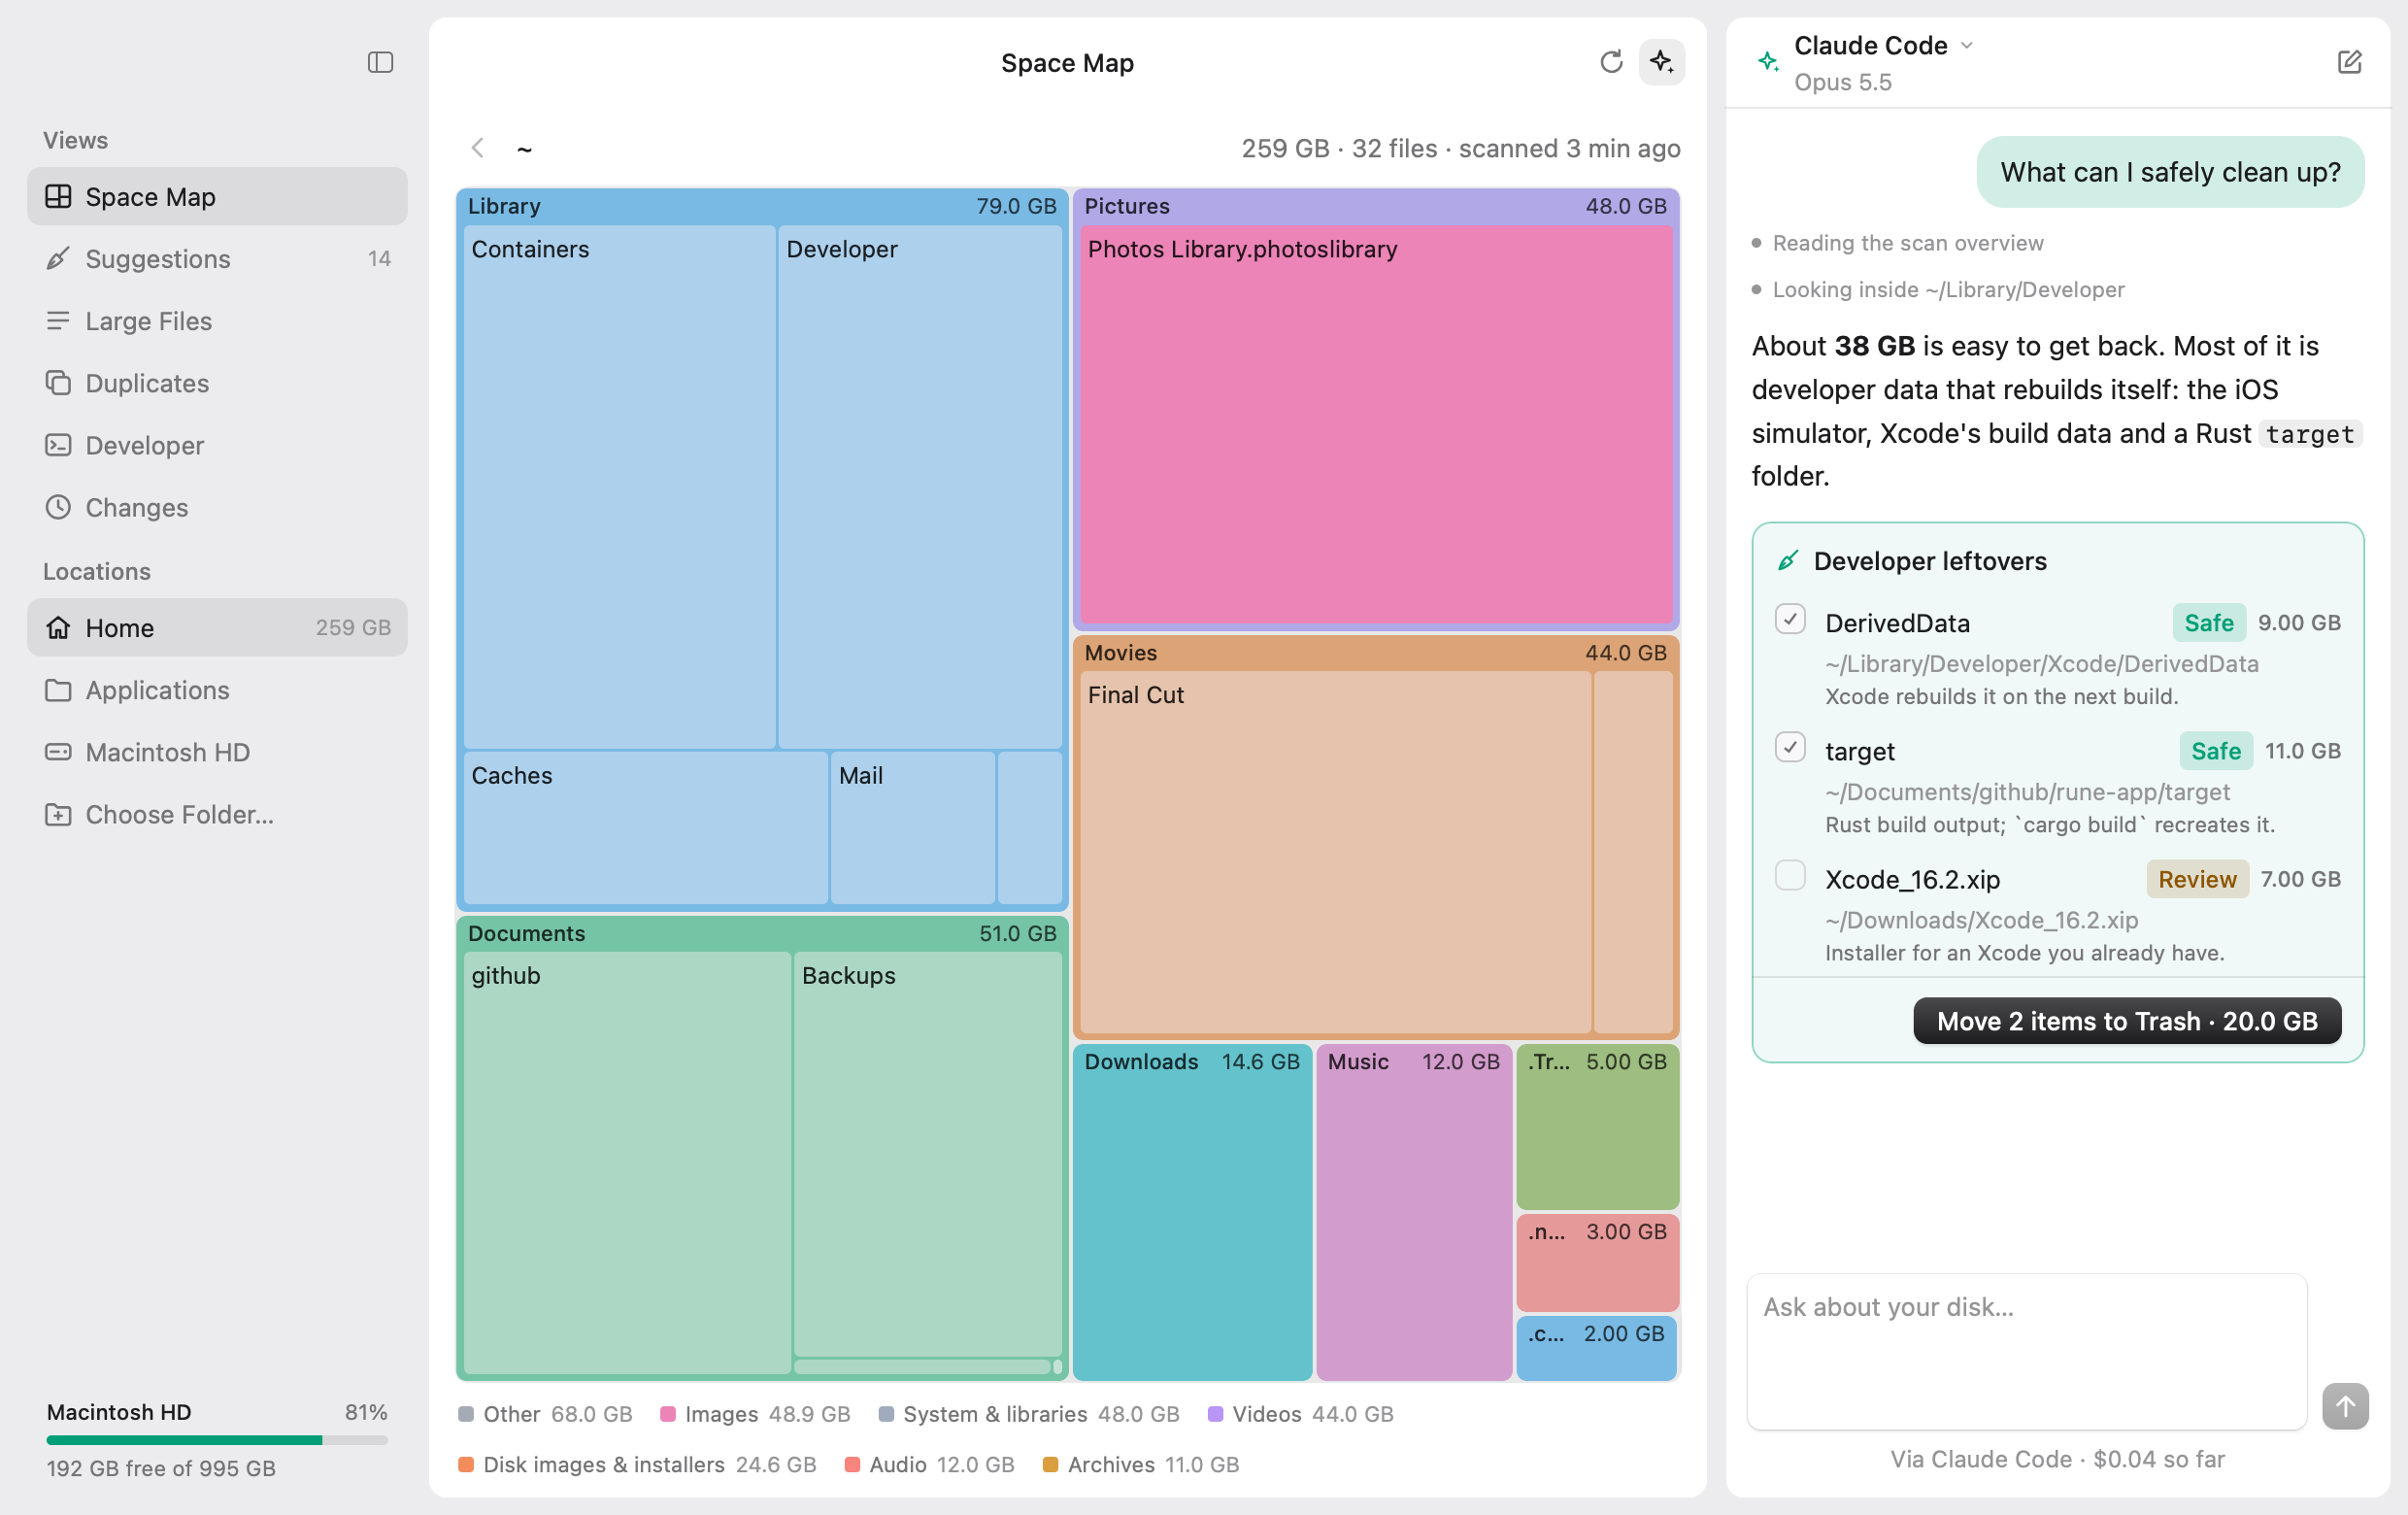 Views
Space Map
Suggestions 14
Large Files
Duplicates
Developer
Changes
Locations
Home 259 GB
Applications
Macintosh HD
Choose Folder...
Macintosh HD 81%
192 GB free of 995 GB
Space Map
~
259 GB · 32 files · scanned 3 min ago
Library 79.0 GB
Containers
Developer
Caches
Mail
Documents 51.0 GB
github
Backups
Pictures 48.0 GB
Photos Library.photoslibrary
Movies 44.0 GB
Final Cut
Downloads 14.6 GB
Music 12.0 GB
.Tr... 5.00 GB
.n... 3.00 GB
.c... 2.00 GB
Other 68.0 GB Images 48.9 GB System & libraries 48.0 GB Videos 44.0 GB
Disk images & installers 24.6 GB Audio 12.0 GB Archives 11.0 GB
Claude Code
Opus 5.5
What can I safely clean up?
Reading the scan overview
Looking inside ~/Library/Developer
About 38 GB is easy to get back. Most of it is
developer data that rebuilds itself: the iOS
simulator, Xcode's build data and a Rust target
folder.
Developer leftovers
DerivedData Safe 9.00 GB
~/Library/Developer/Xcode/DerivedData
Xcode rebuilds it on the next build.
target Safe 11.0 GB
~/Documents/github/rune-app/target
Rust build output; `cargo build` recreates it.
Xcode_16.2.xip Review 7.00 GB
~/Downloads/Xcode_16.2.xip
Installer for an Xcode you already have.
Move 2 items to Trash · 20.0 GB
Ask about your disk...
Via Claude Code · $0.04 so far